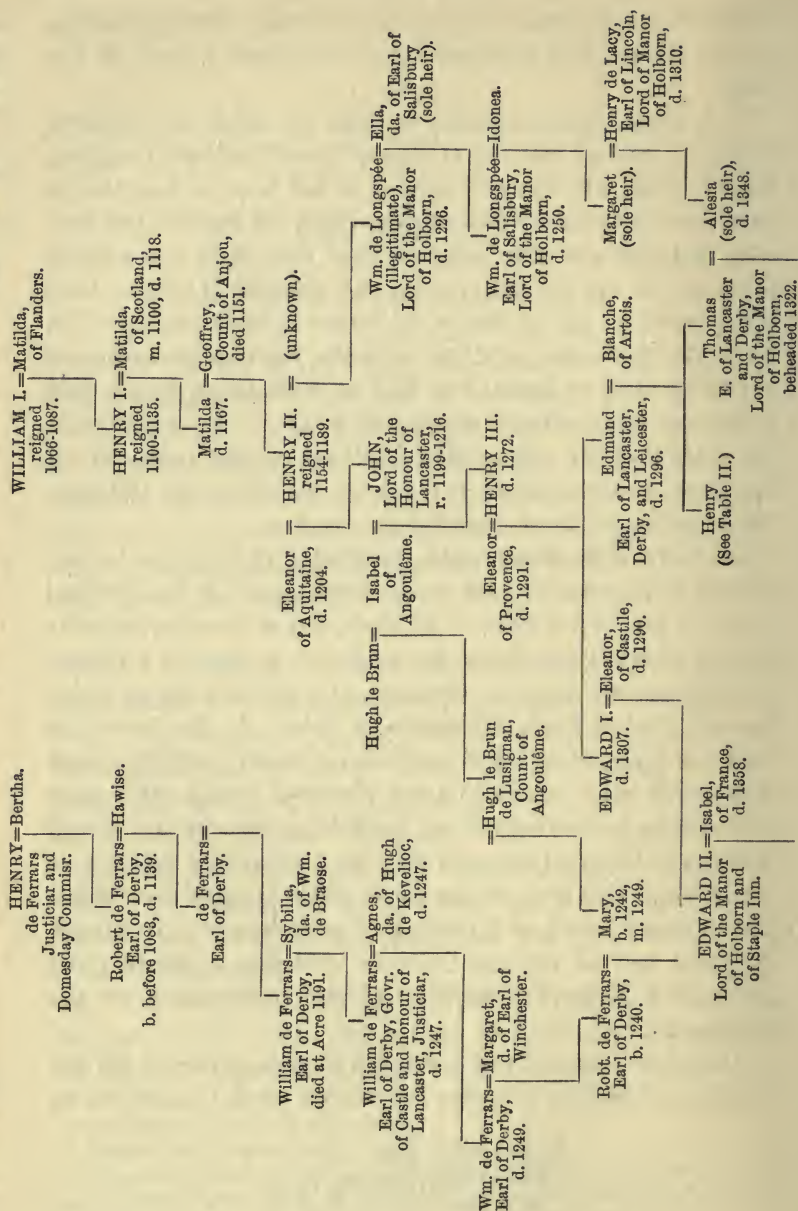 HENRY=Bertha.
de Ferrars
Justiciar and
Domesday Commisr.
Robert de Ferrars=Hawise.
Earl of Derby,
b. before 1083, d. 1139.
de Ferrars=
Earl of Derby.
William de Ferrars=Sybilla,
Earl of Derby, da. of Wm.
died at Acre 1191. de Braose.
William de Ferrars=Agnes,
Earl of Derby, Govr. da. of Hugh
of Castle and honour of de Kevelioc,
Lancaster, Justiciar, d. 1247.
d. 1247.
Wm. de Ferrars=Margaret,
Earl of Derby, d. of Earl of
d. 1249. Winchester.
Robt. de Ferrars=
Earl of Derby,
b. 1240.
Mary,
b. 1242,
m. 1249.
WILLIAM I.=Matilda,
reigned of Flanders.
1066-1087.
HENRY I.=Matilda,
reigned of Scotland,
1100-1135. m. 1100, d. 1118.
Matilda =Geoffrey,
d. 1167. Count of Anjou,
died 1151.
Eleanor = HENRY II. = (unknown).
of Aquitaine, reigned
d. 1204. 1154-1189.
Hugh le Brun= Isabel = JOHN,
of Lord of the
Angoulême. Honour of
Lancaster,
r. 1199-1216.
Wm. de Longspée=Ella,
(illegitimate), da. of Earl of
Lord of the Manor Salisbury
of Holborn, (sole heir).
d. 1226.
=Hugh le Brun
de Lusignan,
Count of
Angoulême.
Eleanor=HENRY III.
of Provence, d. 1272.
d. 1291.
Wm. de Longspée=Idonea.
Earl of Salisbury,
Lord of the Manor
of Holborn,
d. 1250.
EDWARD I.=Eleanor,
d. 1307. of Castile,
d. 1290.
Edmund = Blanche,
Earl of Lancaster, of Artois.
Derby, and Leicester,
d. 1296.
Margaret =Henry de Lacy,
(sole heir). Earl of Lincoln,
Lord of Manor
of Holborn,
d. 1310.
EDWARD II.=Isabel,
Lord of the Manor of France,
of Holborn and d. 1358.
of Staple Inn.
Henry
(See Table II.)
Thomas = Alesia
E. of Lancaster (sole heir),
and Derby, d. 1348.
Lord of the Manor
of Holborn,
beheaded 1322.